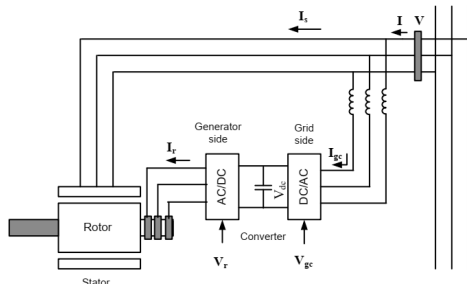 I_s
I
V
Generator side
Grid side
I_r
I_gc
AC/DC
V_dc
DC/AC
Rotor
Converter
V_r
V_gc
Stator